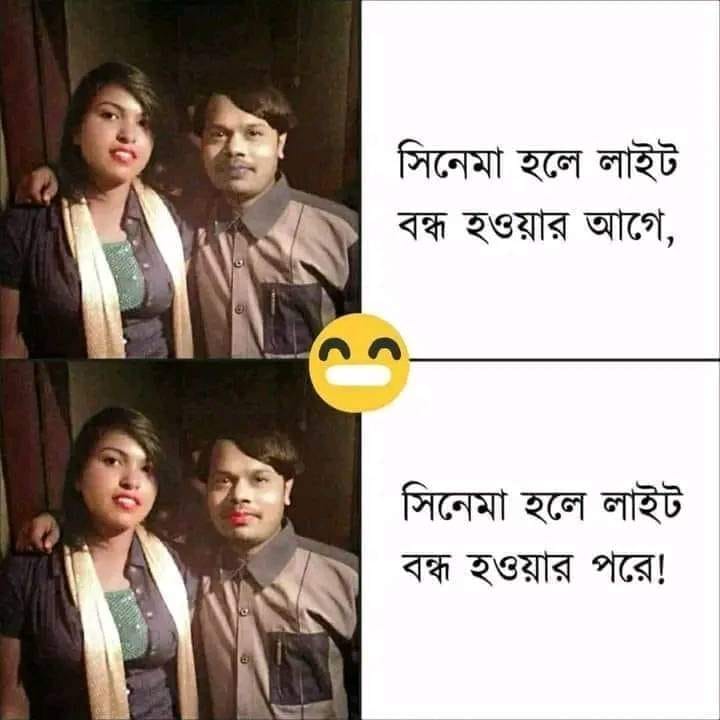 সিনেমা হলে লাইট
বন্ধ হওয়ার আগে,
সিনেমা হলে লাইট
বন্ধ হওয়ার পরে!